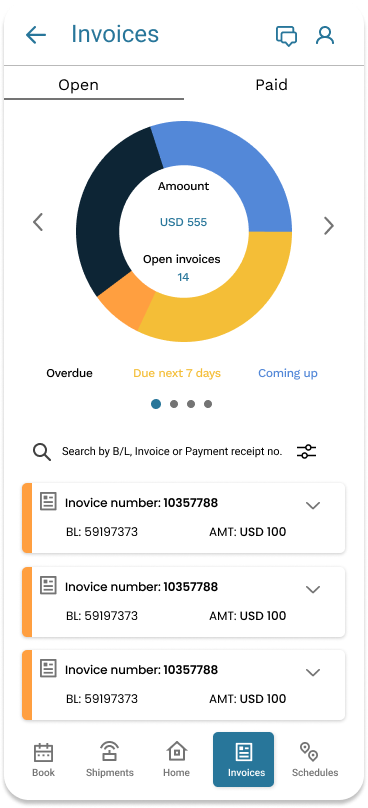 Invoices
Open Paid
Amoount
USD 555
Open invoices
14
Overdue Due next 7 days Coming up
Search by B/L, Invoice or Payment receipt no.
Inovice number: 10357788
BL: 59197373 AMT: USD 100
Inovice number: 10357788
BL: 59197373 AMT: USD 100
Inovice number: 10357788
BL: 59197373 AMT: USD 100
Book Shipments Home Invoices Schedules